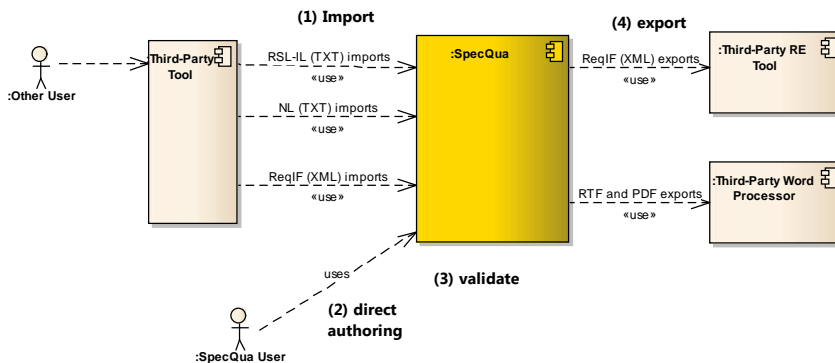 (1) Import
(4) export
:Other User
:Third-Party
Tool
RSL-IL (TXT) imports
«use»
NL (TXT) imports
«use»
ReqIF (XML) imports
«use»
:SpecQua
ReqIF (XML) exports
«use»
:Third-Party RE
Tool
RTF and PDF exports
«use»
:Third-Party Word
Processor
uses
(3) validate
(2) direct
authoring
:SpecQua User